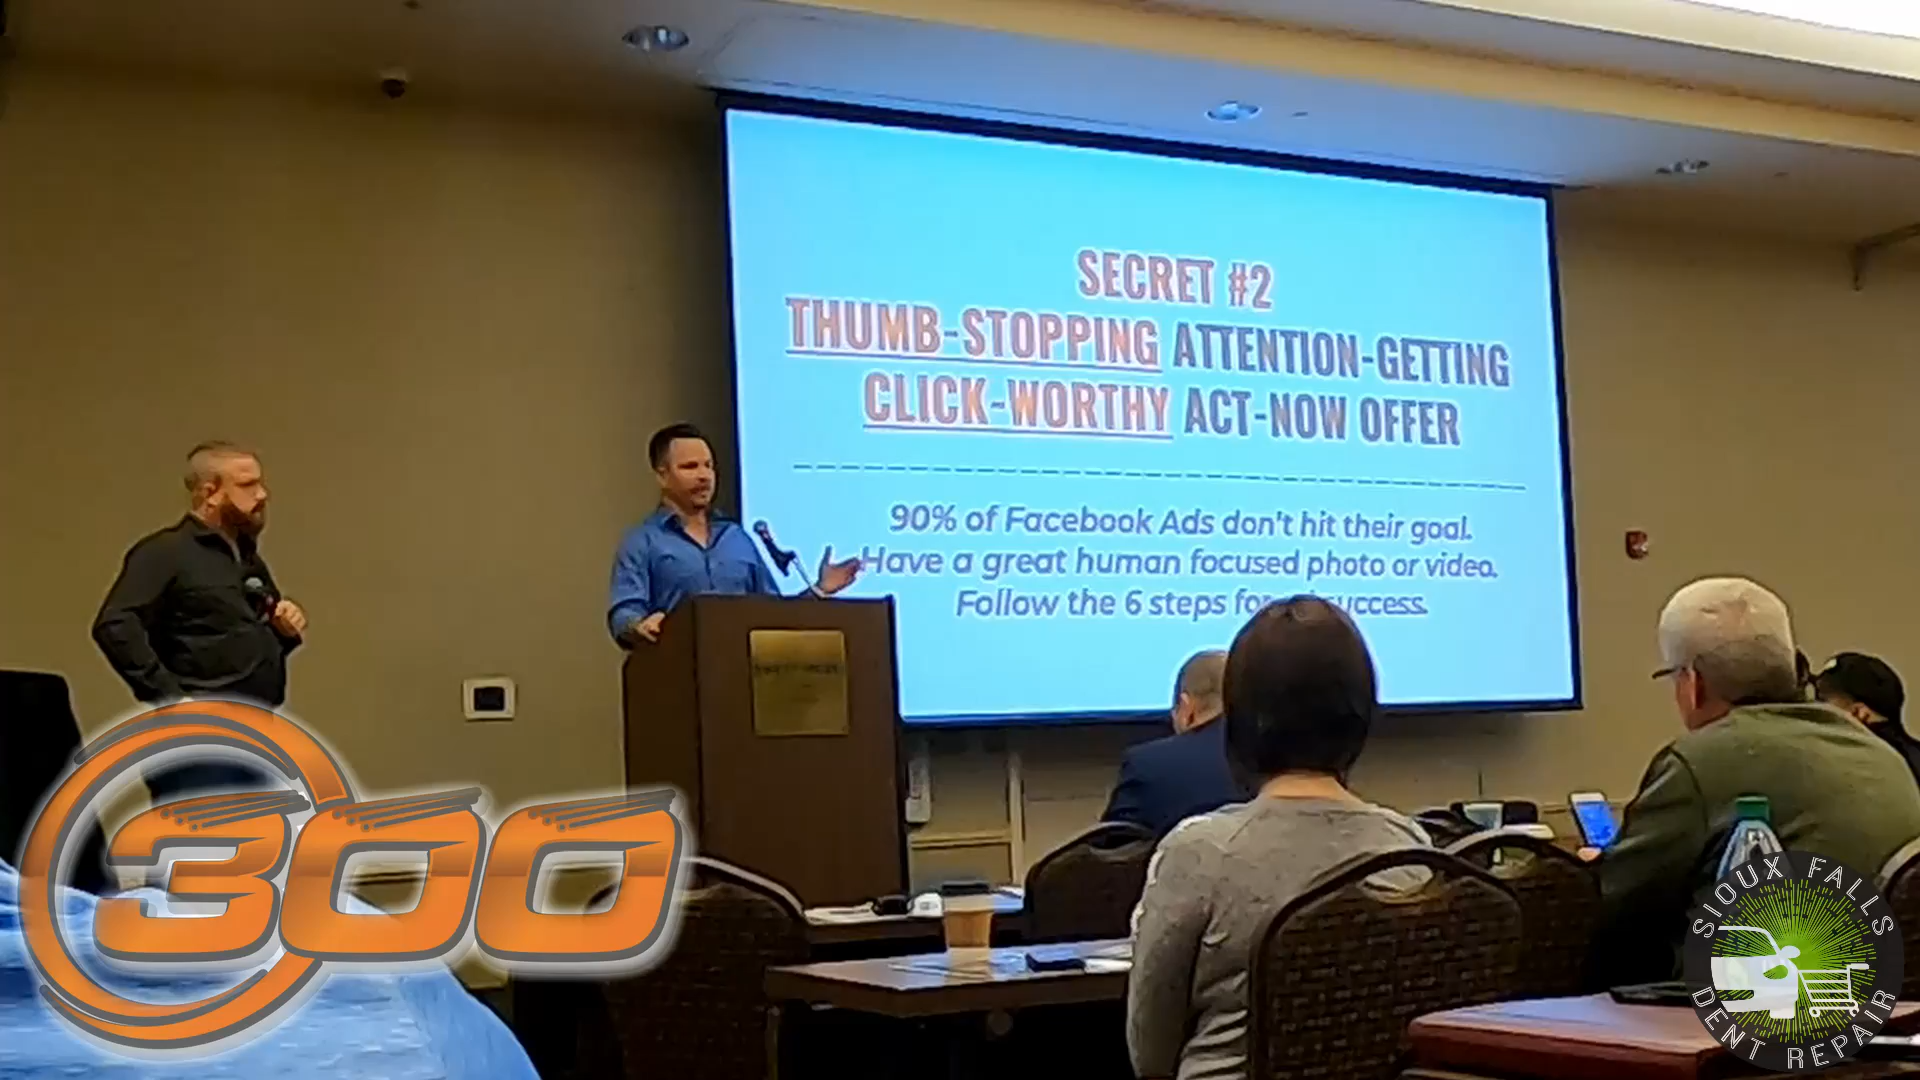 SECRET #2
THUMB-STOPPING ATTENTION-GETTING
CLICK-WORTHY ACT-NOW OFFER
90% of Facebook Ads don't hit their goal.
Have a great human focused photo or video.
Follow the 6 steps for success.
300
SIOUX FALLS
DENT REPAIR